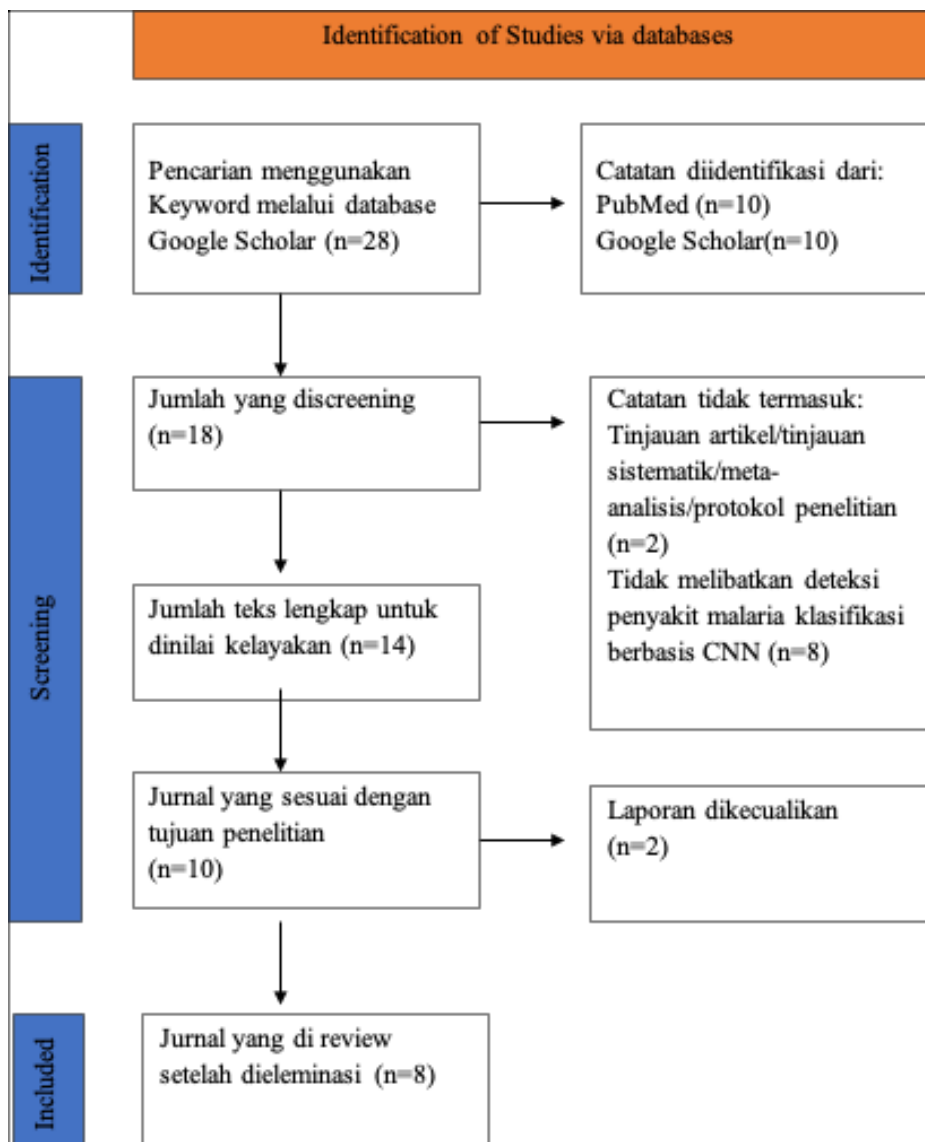 Identification of Studies via databases
Identification
Pencarian menggunakan
Keyword melalui database
Google Scholar (n=28)
Catatan diidentifikasi dari:
PubMed (n=10)
Google Scholar(n=10)
Screening
Jumlah yang discreening
(n=18)
Catatan tidak termasuk:
Tinjauan artikel/tinjauan
sistematik/meta-
analisis/protokol penelitian
(n=2)
Tidak melibatkan deteksi
penyakit malaria klasifikasi
berbasis CNN (n=8)
Jumlah teks lengkap untuk
dinilai kelayakan (n=14)
Jurnal yang sesuai dengan
tujuan penelitian
(n=10)
Laporan dikecualikan
(n=2)
Included
Jurnal yang di review
setelah dieleminasi (n=8)